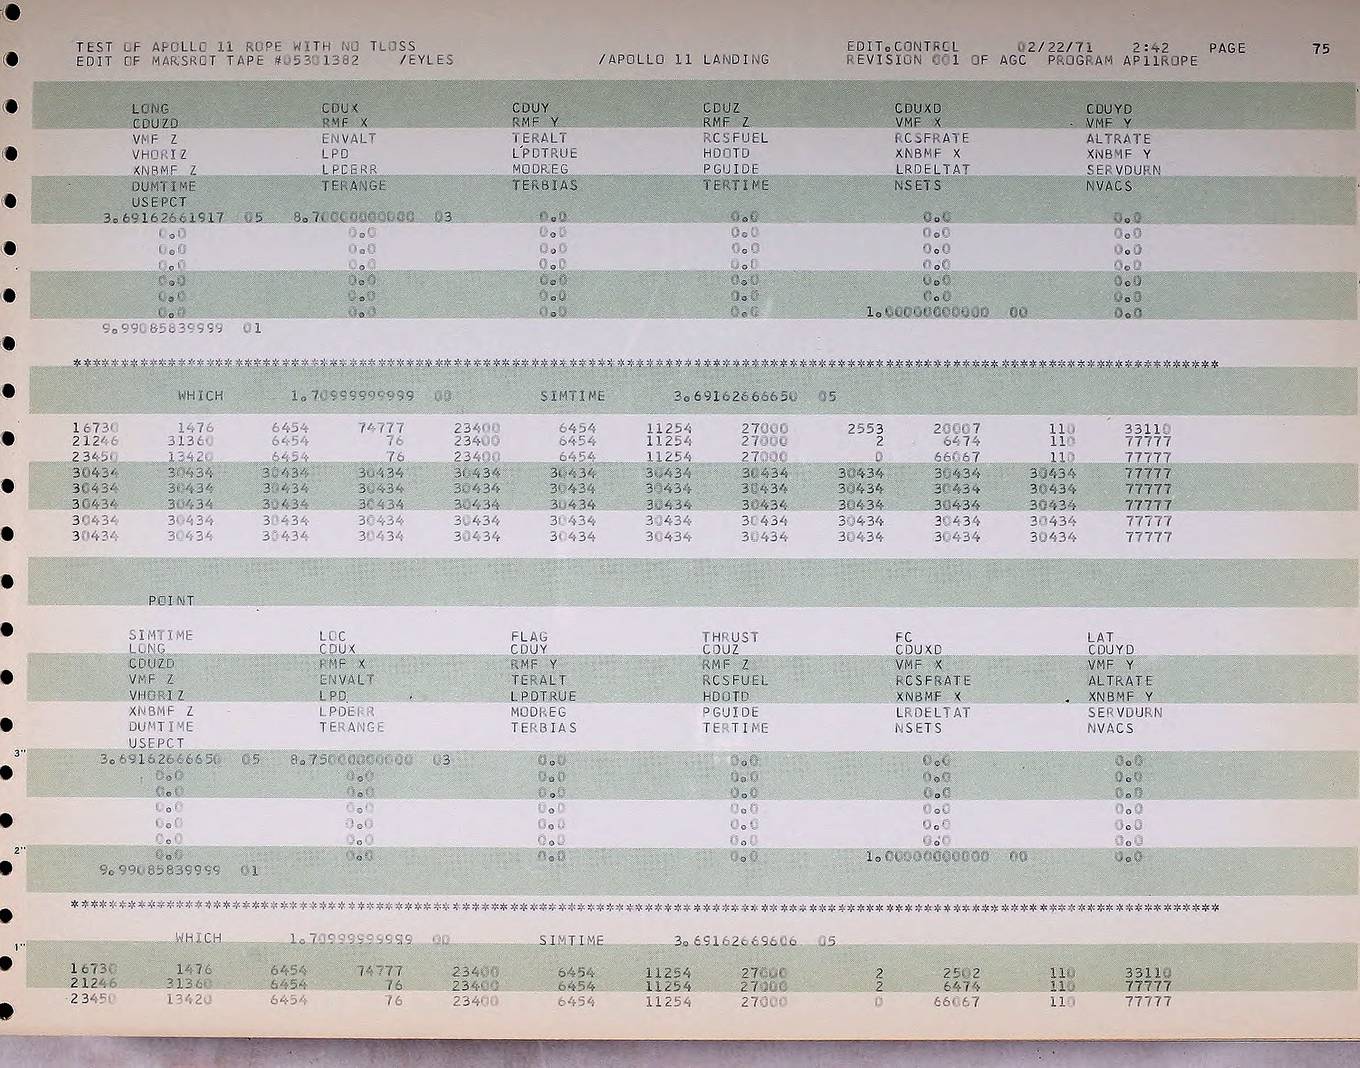 TEST OF APOLLO 11 ROPE WITH NO TLOSS EDIT.CONTROL 02/22/71 2:42 PAGE 75
EDIT OF MARSROT TAPE #05301382 /EYLES /APOLLO 11 LANDING REVISION 001 OF AGC PROGRAM AP11ROPE
LONG CDUX CDUY CDUZ CDUXD CDUYD
CDUZD RMF X RMF Y RMF Z VMF X VMF Y
VMF Z ENVALT TERALT RCSFUEL RCSFRATE ALTRATE
VHORIZ LPD LPDTRUE HDOTD XNBMF X XNBMF Y
XNBMF Z LPDERR MODREG PGUIDE LRDELTAT SERVDURN
DUMTIME TERANGE TERBIAS TERTIME NSETS NVACS
USEPCT
3.69162661917 05 8.70000000000 03 0.0 0.0 0.0 0.0
0.0 0.0 0.0 0.0 0.0 0.0
0.0 0.0 0.0 0.0 0.0 0.0
0.0 0.0 0.0 0.0 0.0 0.0
0.0 0.0 0.0 0.0 0.0 0.0
0.0 0.0 0.0 0.0 0.0 0.0
0.0 0.0 0.0 0.0 1.00000000000 00 0.0
9.99085839999 01
************************************************************************************************************************
WHICH 1.70999999999 00 SIMTIME 3.69162666650 05
16730 1476 6454 74777 23400 6454 11254 27000 2553 20007 110 33110
21246 31360 6454 76 23400 6454 11254 27000 2 6474 110 77777
23450 13420 6454 76 23400 6454 11254 27000 0 66067 110 77777
30434 30434 30434 30434 30434 30434 30434 30434 30434 30434 30434 77777
30434 30434 30434 30434 30434 30434 30434 30434 30434 30434 30434 77777
30434 30434 30434 30434 30434 30434 30434 30434 30434 30434 30434 77777
30434 30434 30434 30434 30434 30434 30434 30434 30434 30434 30434 77777
30434 30434 30434 30434 30434 30434 30434 30434 30434 30434 30434 77777
POINT
SIMTIME LOC FLAG THRUST FC LAT
LONG CDUX CDUY CDUZ CDUXD CDUYD
CDUZD RMF X RMF Y RMF Z VMF X VMF Y
VMF Z ENVALT TERALT RCSFUEL RCSFRATE ALTRATE
VHORIZ LPD LPDTRUE HDOTD XNBMF X XNBMF Y
XNBMF Z LPDERR MODREG PGUIDE LRDELTAT SERVDURN
DUMTIME TERANGE TERBIAS TERTIME NSETS NVACS
USEPCT
3"
3.69162666650 05 8.75000000000 03 0.0 0.0 0.0 0.0
0.0 0.0 0.0 0.0 0.0 0.0
0.0 0.0 0.0 0.0 0.0 0.0
0.0 0.0 0.0 0.0 0.0 0.0
0.0 0.0 0.0 0.0 0.0 0.0
0.0 0.0 0.0 0.0 0.0 0.0
2"
0.0 0.0 0.0 0.0 1.00000000000 00 0.0
9.99085839999 01
************************************************************************************************************************
WHICH 1.70999999999 00 SIMTIME 3.69162669606 05
1"
16730 1476 6454 74777 23400 6454 11254 27000 2 2502 110 33110
21246 31360 6454 76 23400 6454 11254 27000 2 6474 110 77777
23450 13420 6454 76 23400 6454 11254 27000 0 66067 110 77777